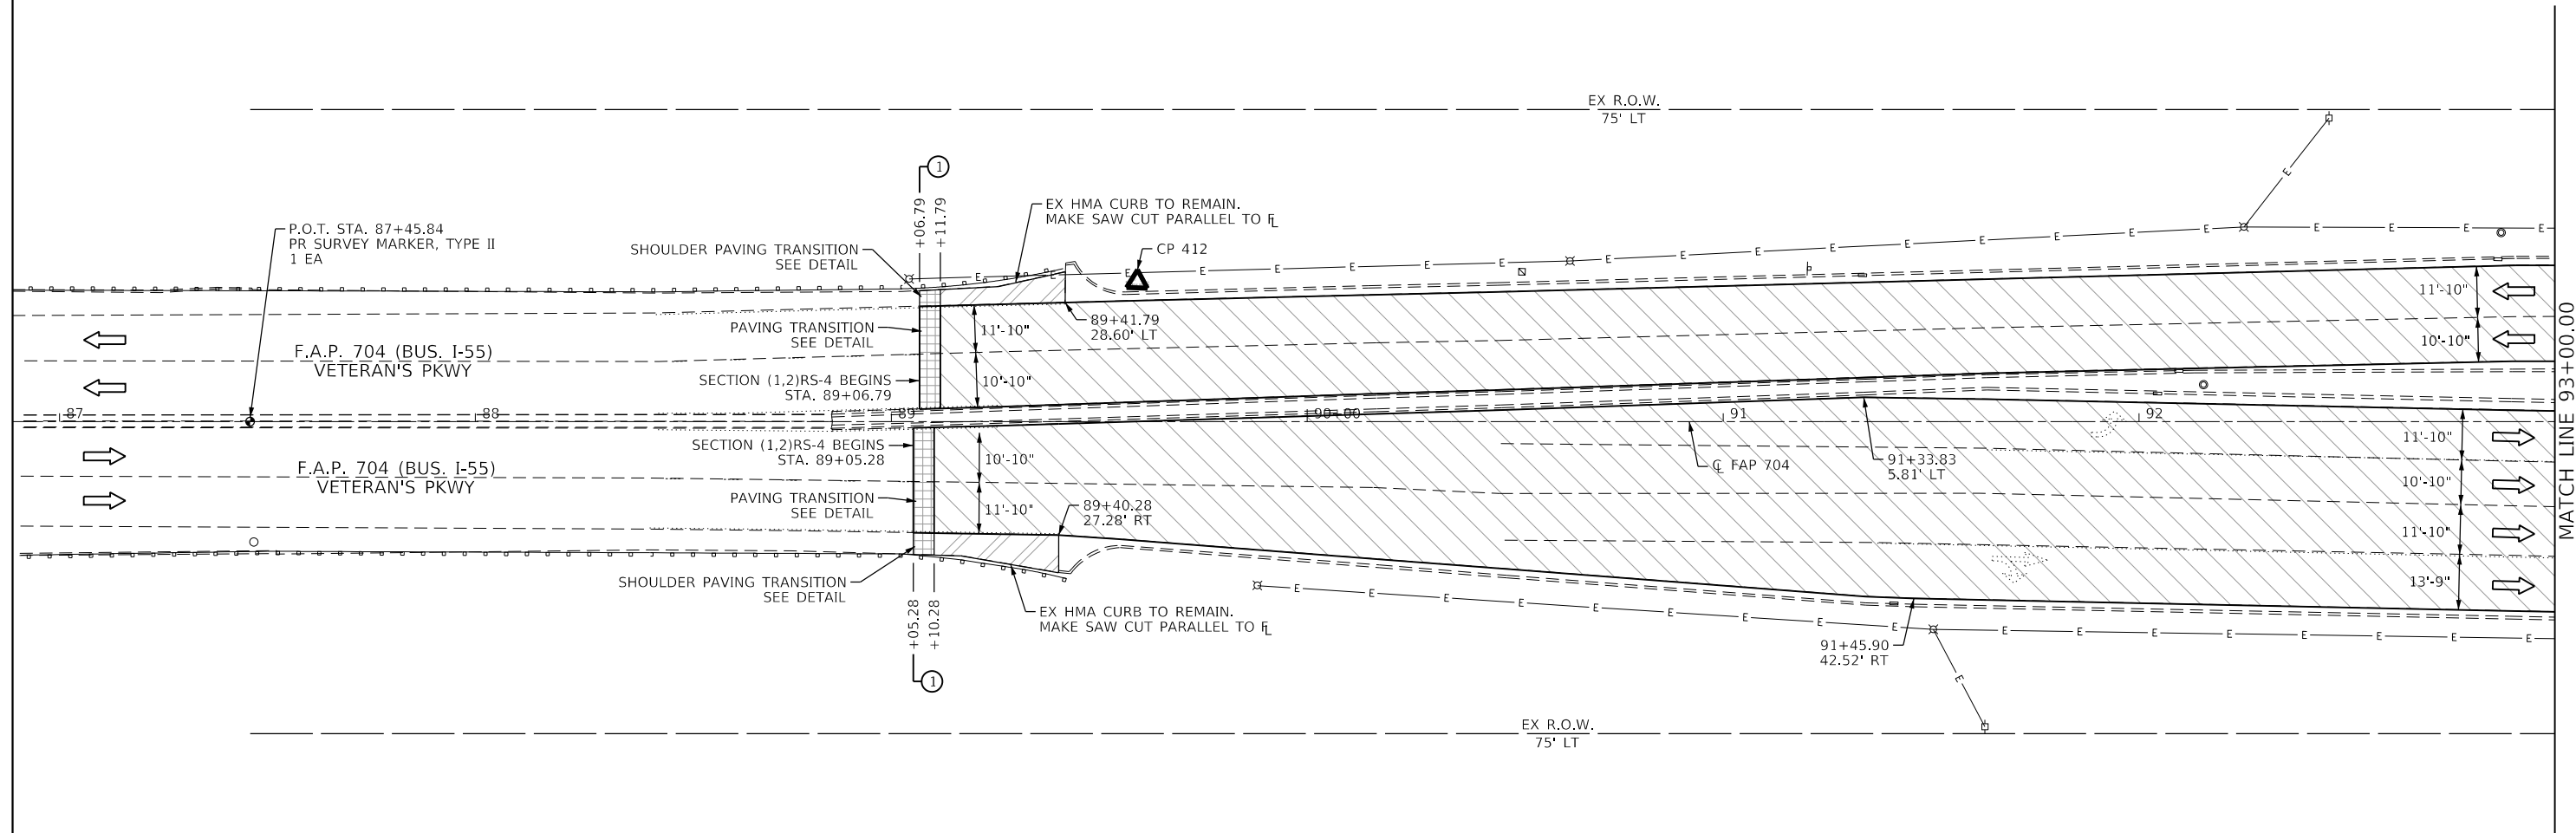 EX R.O.W.
75' LT
1
+06.79
+11.79
EX HMA CURB TO REMAIN.
MAKE SAW CUT PARALLEL TO FL
P.O.T. STA. 87+45.84
PR SURVEY MARKER, TYPE II
1 EA
SHOULDER PAVING TRANSITION
SEE DETAIL
CP 412
E E E E E E E E E E E E E E E E E E E E E E
PAVING TRANSITION
SEE DETAIL
11'-10"
89+41.79
28.60' LT
11'-10"
10'-10"
F.A.P. 704 (BUS. I-55)
VETERAN'S PKWY
SECTION (1,2)RS-4 BEGINS
STA. 89+06.79
10'-10"
MATCH LINE 93+00.00
87
88
89
90+00
91
92
SECTION (1,2)RS-4 BEGINS
STA. 89+05.28
10'-10"
℄ FAP 704
91+33.83
5.81' LT
11'-10"
F.A.P. 704 (BUS. I-55)
VETERAN'S PKWY
10'-10"
PAVING TRANSITION
SEE DETAIL
11'-10"
89+40.28
27.28' RT
11'-10"
13'-9"
SHOULDER PAVING TRANSITION
SEE DETAIL
E E E E E E E E E E E E E E E E E E
+05.28
+10.28
EX HMA CURB TO REMAIN.
MAKE SAW CUT PARALLEL TO FL
91+45.90
42.52' RT
1
EX R.O.W.
75' LT